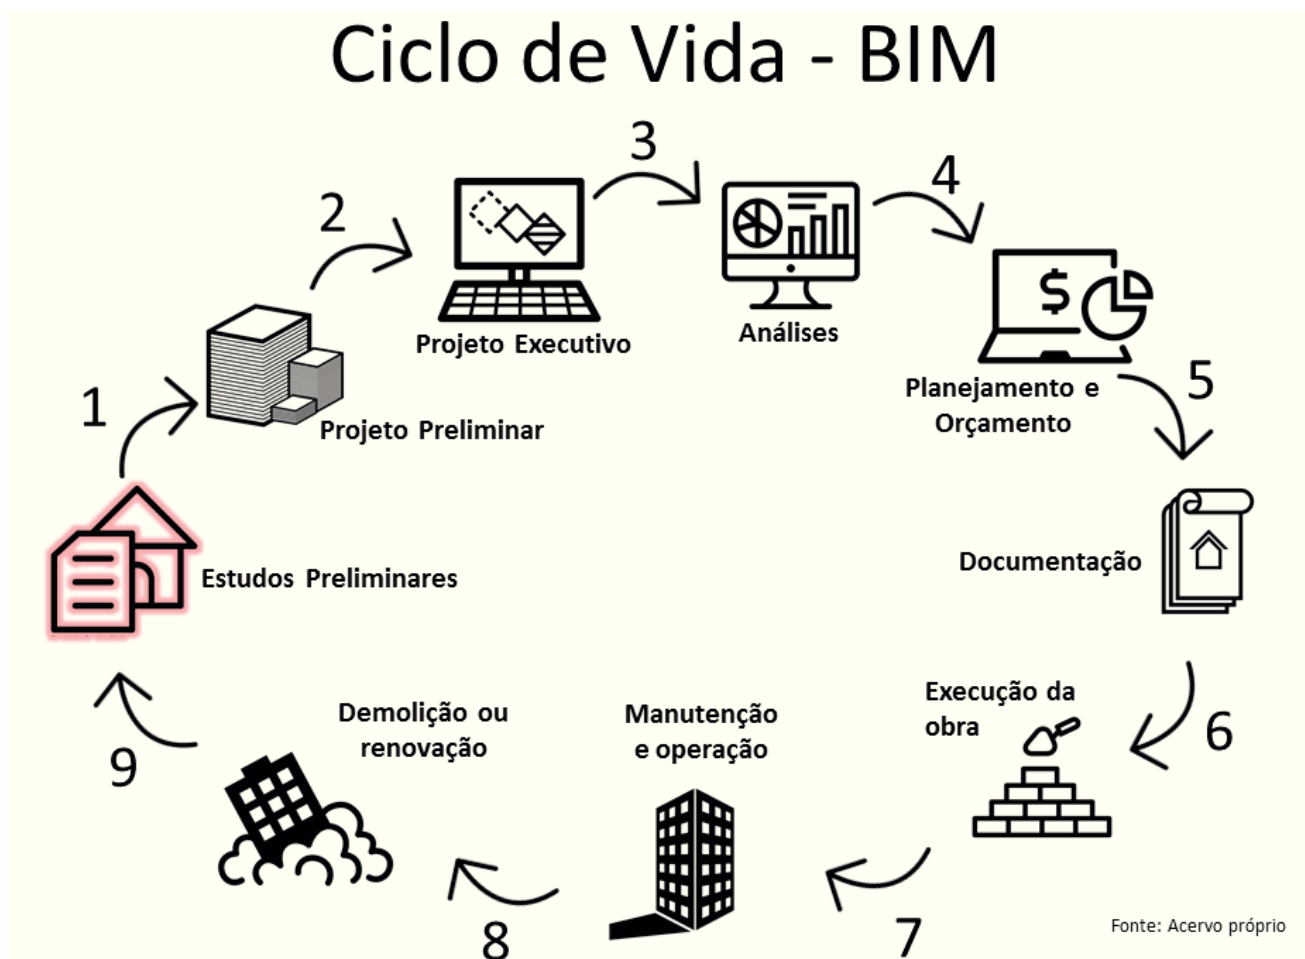 Ciclo de Vida - BIM
1
Estudos Preliminares
Projeto Preliminar
2
Projeto Executivo
3
Análises
4
$
Planejamento e
Orçamento
5
Documentação
6
Execução da
obra
7
Manutenção
e operação
8
Demolição ou
renovação
9
Fonte: Acervo próprio